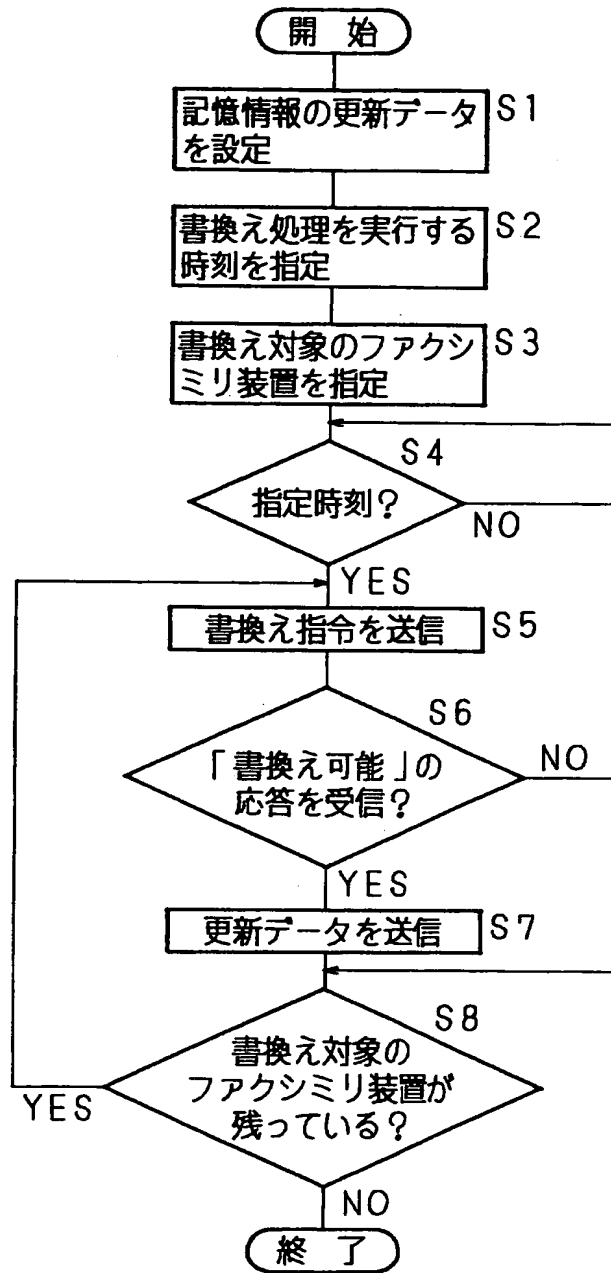 開 始
記憶情報の更新データ
を設定
S1
書換え処理を実行する
時刻を指定
S2
書換え対象のファクシ
ミリ装置を指定
S3
S4
指定時刻?
NO
YES
書換え指令を送信
S5
S6
「書換え可能」の
応答を受信?
NO
YES
更新データを送信
S7
S8
書換え対象の
ファクシミリ装置が
残っている?
YES
NO
終 了